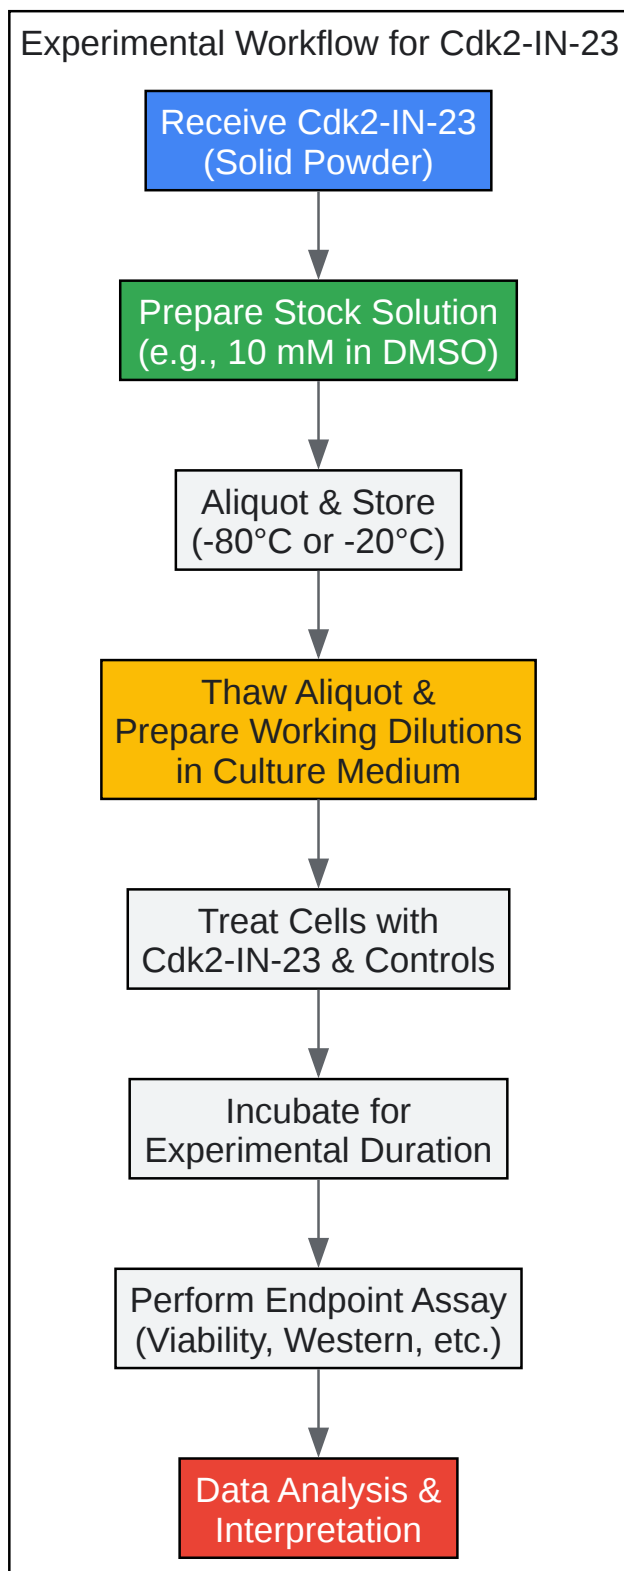 Experimental Workflow for Cdk2-IN-23
Receive Cdk2-IN-23
(Solid Powder)
Prepare Stock Solution
(e.g., 10 mM in DMSO)
Aliquot & Store
(-80°C or -20°C)
Thaw Aliquot &
Prepare Working Dilutions
in Culture Medium
Treat Cells with
Cdk2-IN-23 & Controls
Incubate for
Experimental Duration
Perform Endpoint Assay
(Viability, Western, etc.)
Data Analysis &
Interpretation